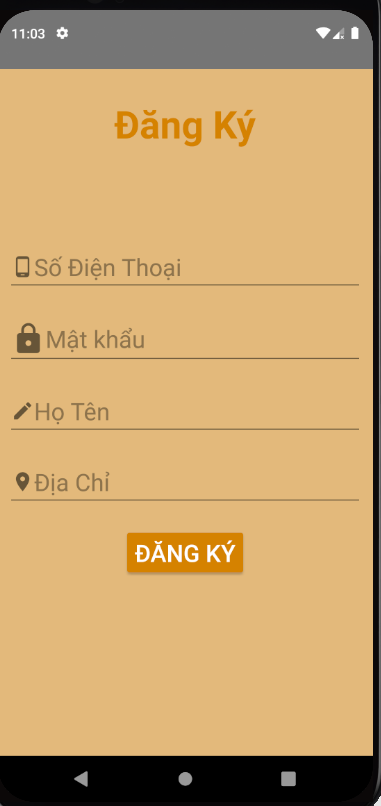 11:03
Đăng Ký
Số Điện Thoại
Mật khẩu
Họ Tên
Địa Chỉ
ĐĂNG KÝ